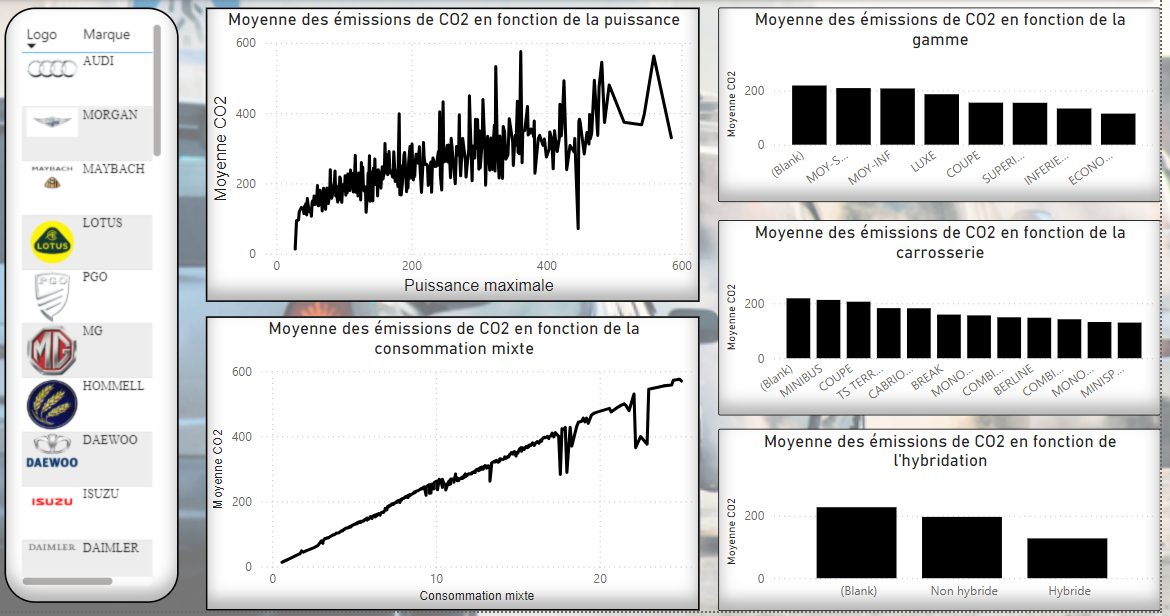 Logo Marque
AUDI
MORGAN
MAYBACH
MAYBACH
LOTUS
LOTUS
PGO
PGO
MG
MG
HOMMELL
DAEWOO
DAEWOO
ISUZU
ISUZU
DAIMLER DAIMLER
Moyenne des émissions de CO2 en fonction de la puissance
Moyenne CO2
600
400
200
0
0 200 400 600
Puissance maximale
Moyenne des émissions de CO2 en fonction de la
consommation mixte
Moyenne CO2
600
400
200
0
0 10 20
Consommation mixte
Moyenne des émissions de CO2 en fonction de la
gamme
Moyenne CO2
200
0
(Blank) MOY-S... MOY-INF LUXE COUPE SUPERI... INFERIE... ECONO...
Moyenne des émissions de CO2 en fonction de la
carrosserie
Moyenne CO2
200
0
(Blank) MINIBUS COUPE TS TERR... CABRIO... BREAK MONO... COMBI... BERLINE COMBI... MONO... MINISP...
Moyenne des émissions de CO2 en fonction de
l'hybridation
Moyenne CO2
200
0
(Blank) Non hybride Hybride